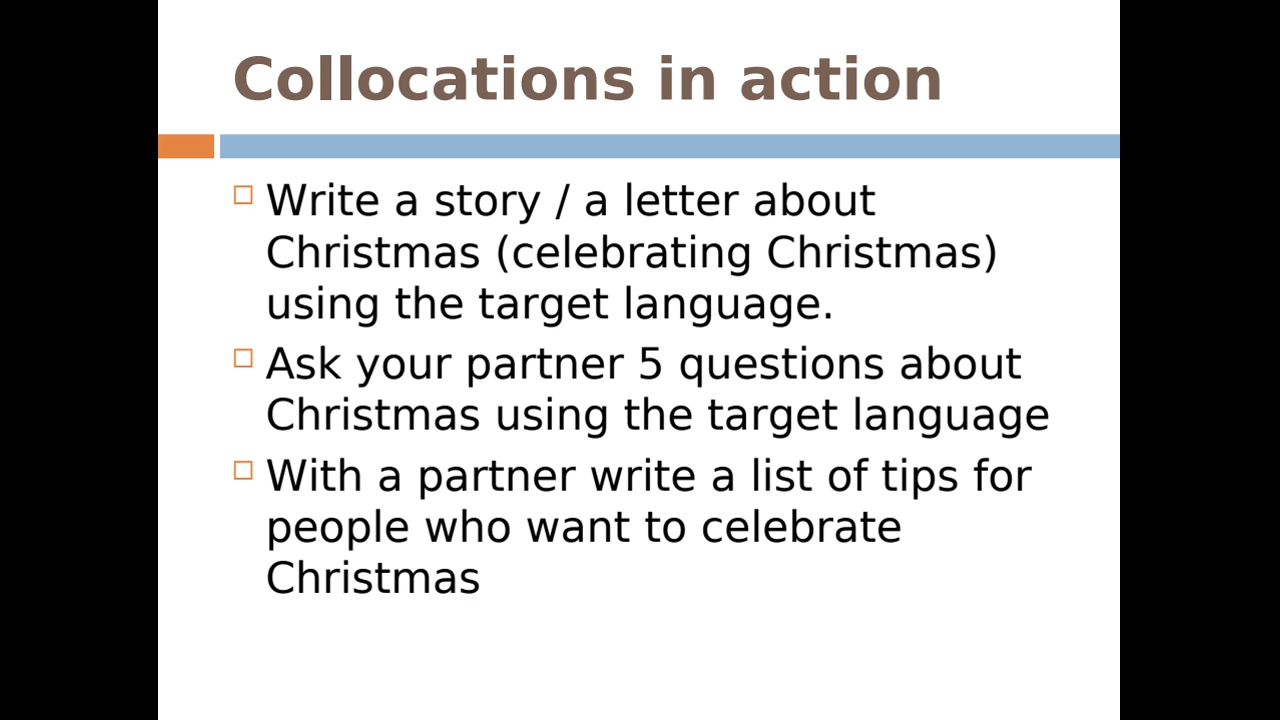 Collocations in action
Write a story / a letter about
Christmas (celebrating Christmas)
using the target language.
Ask your partner 5 questions about
Christmas using the target language
With a partner write a list of tips for
people who want to celebrate
Christmas